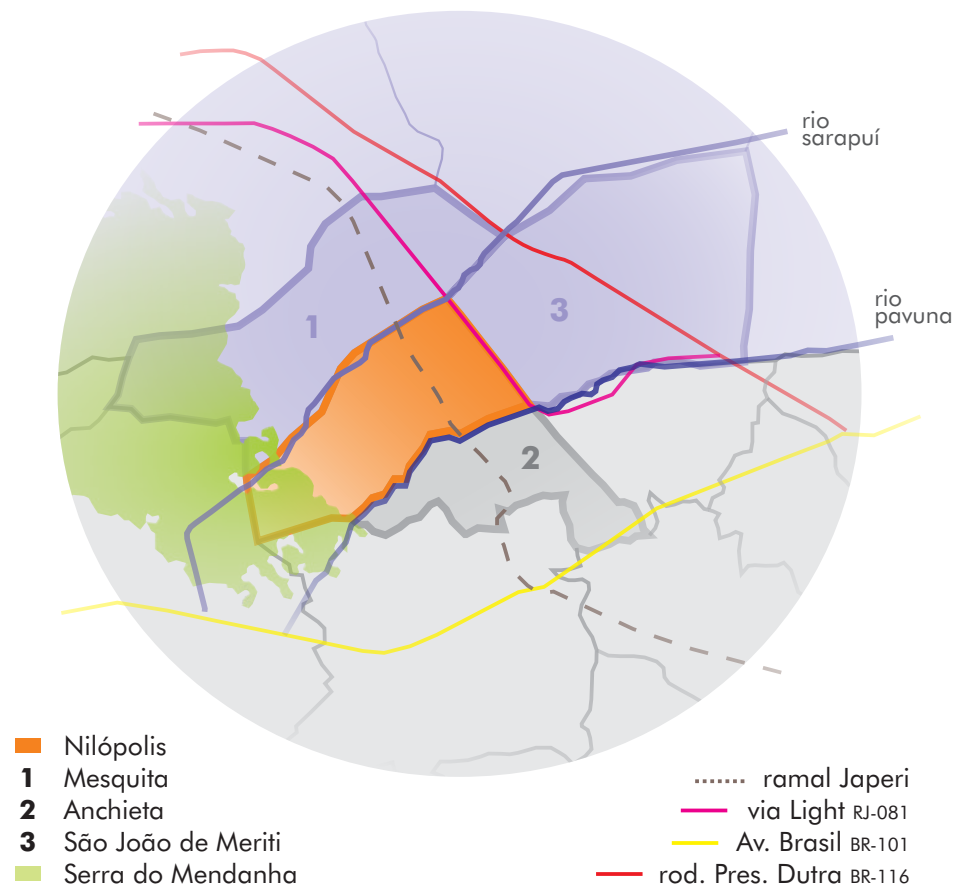 rio
sarapuí
rio
pavuna
1
3
2
Nilópolis
1 Mesquita
2 Anchieta
3 São João de Meriti
Serra do Mendanha
ramal Japeri
via Light RJ-081
Av. Brasil BR-101
rod. Pres. Dutra BR-116